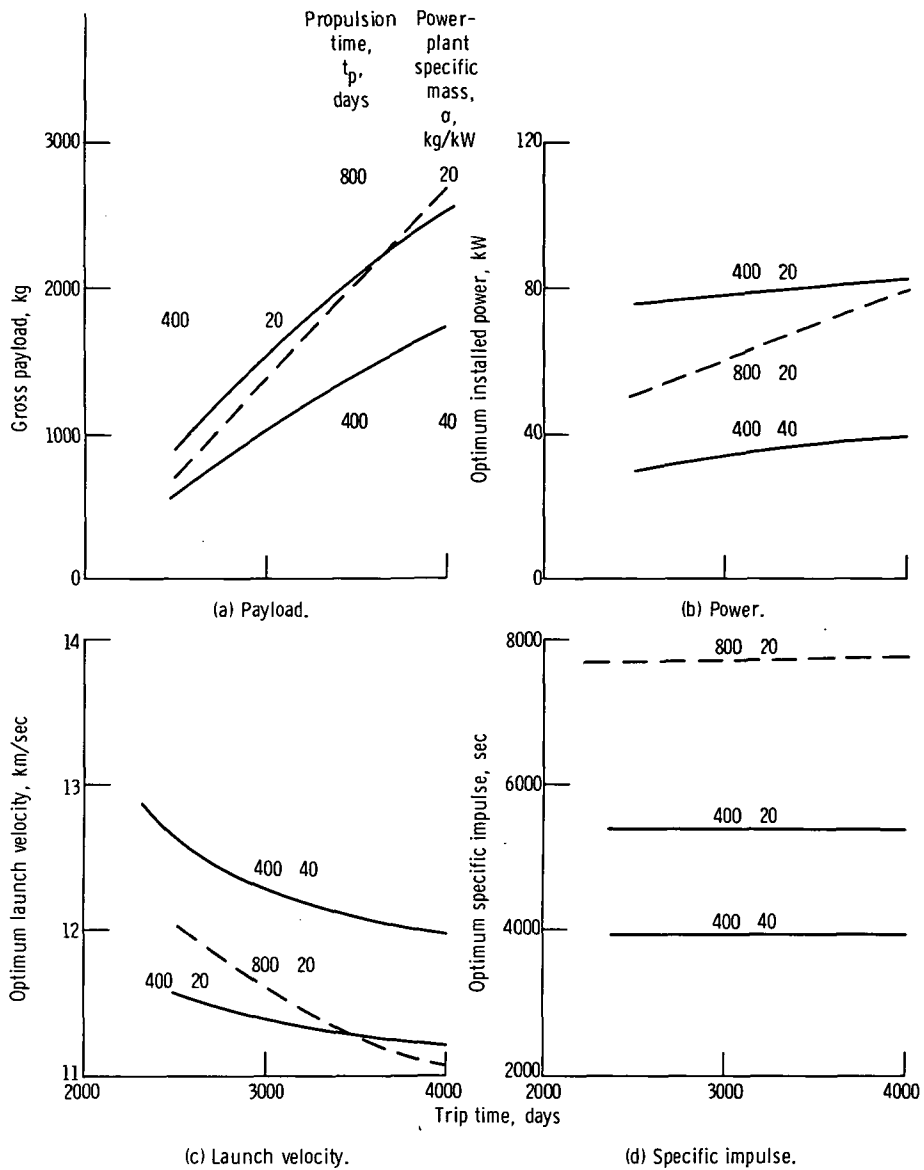 Propulsion
time,
tp,
days
Power-
plant
specific
mass,
α,
kg/kW
Gross payload, kg
3000
2000
1000
0
800 20
400 20
400 40
(a) Payload.
Optimum installed power, kW
120
80
40
0
400 20
800 20
400 40
(b) Power.
Optimum launch velocity, km/sec
14
13
12
11
400 40
800 20
400 20
2000
3000
4000
(c) Launch velocity.
Optimum specific impulse, sec
8000
6000
4000
2000
800 20
400 20
400 40
2000
3000
4000
Trip time, days
(d) Specific impulse.